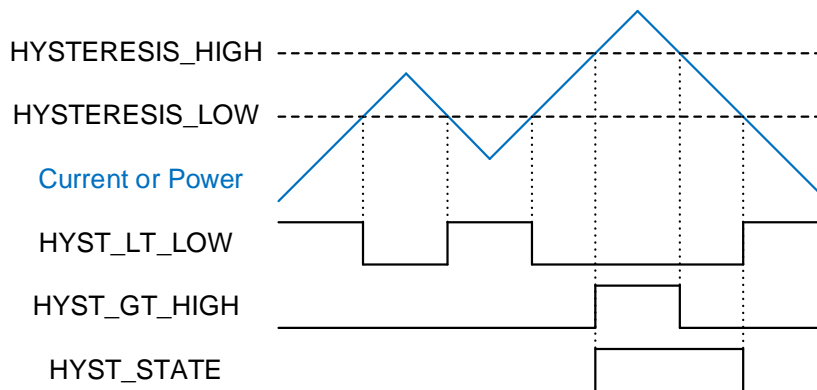 HYSTERESIS_HIGH
HYSTERESIS_LOW
Current or Power
HYST_LT_LOW
HYST_GT_HIGH
HYST_STATE